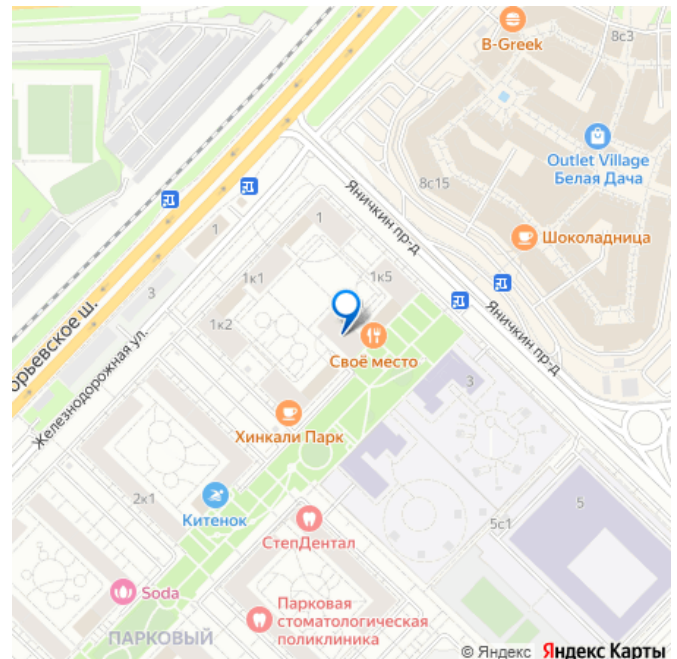 8с3
B-Greek
Outlet Village
Белая Дача
8с15
Яничкин пр-д
Шоколадница
1
1
1к1
1к5
3
1к2
Яничкин пр-д
орьевское ш.
Своё место
Железнодорожная ул.
3
Хинкали Парк
2к1
Китенок
5
5с1
СтепДентал
Soda
Парковая
стоматологическая
поликлиника
ПАРКОВЫЙ
© Яндекс Яндекс Карты